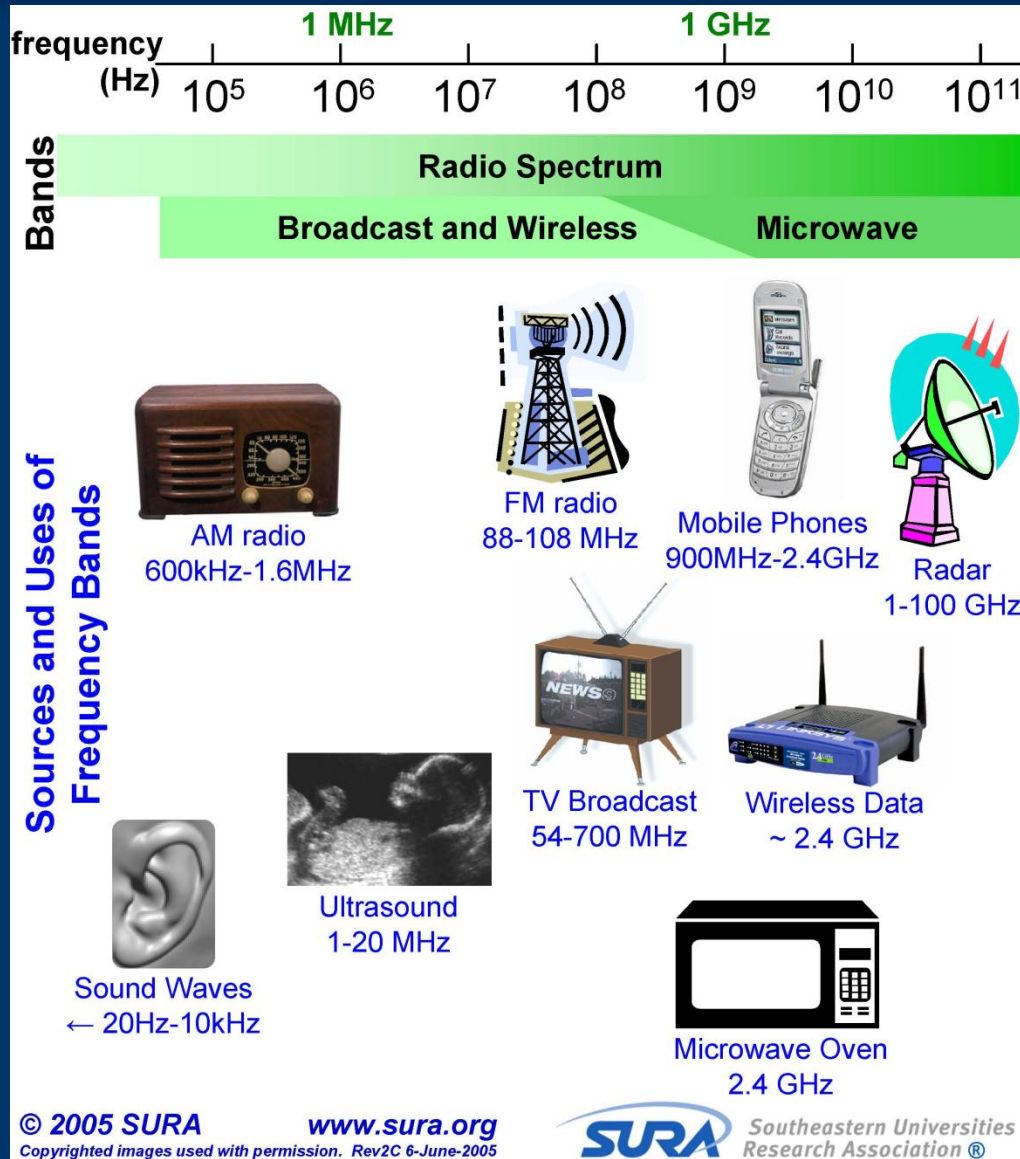 1 MHz 1 GHz
frequency
(Hz) 10⁵ 10⁶ 10⁷ 10⁸ 10⁹ 10¹⁰ 10¹¹
Bands
Radio Spectrum
Broadcast and Wireless Microwave
Sources and Uses of
Frequency Bands
AM radio
600kHz-1.6MHz
FM radio
88-108 MHz
Mobile Phones
900MHz-2.4GHz
Radar
1-100 GHz
NEWS9
TV Broadcast
54-700 MHz
LINKSYS
2.4GHz
Wireless Data
~ 2.4 GHz
Ultrasound
1-20 MHz
Sound Waves
← 20Hz-10kHz
Microwave Oven
2.4 GHz
© 2005 SURA www.sura.org
Copyrighted images used with permission. Rev2C 6-June-2005
SURA
Southeastern Universities
Research Association ®